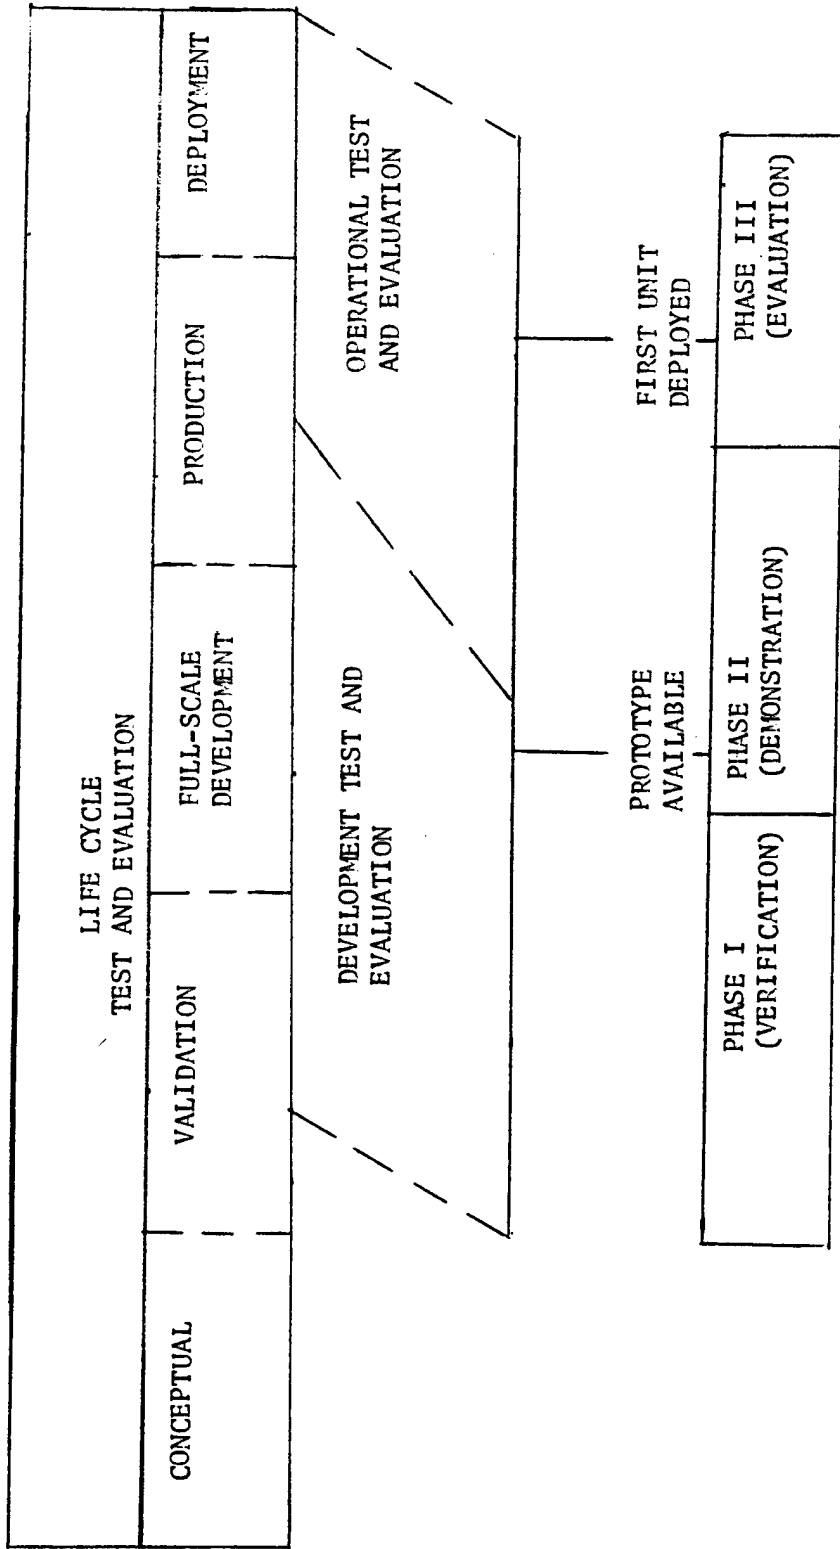 LIFE CYCLE
TEST AND EVALUATION
CONCEPTUAL
VALIDATION
FULL-SCALE
DEVELOPMENT
PRODUCTION
DEPLOYMENT
DEVELOPMENT TEST AND
EVALUATION
OPERATIONAL TEST
AND EVALUATION
PROTOTYPE
AVAILABLE
FIRST UNIT
DEPLOYED
PHASE I
(VERIFICATION)
PHASE II
(DEMONSTRATION)
PHASE III
(EVALUATION)